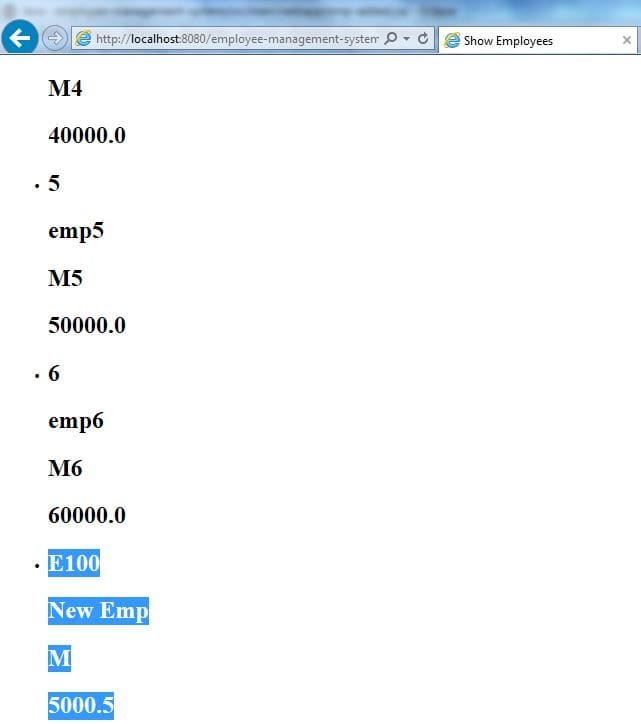 http://localhost:8080/employee-management-system
Show Employees
M4
40000.0
• 5
emp5
M5
50000.0
• 6
emp6
M6
60000.0
• E100
New Emp
M
5000.5